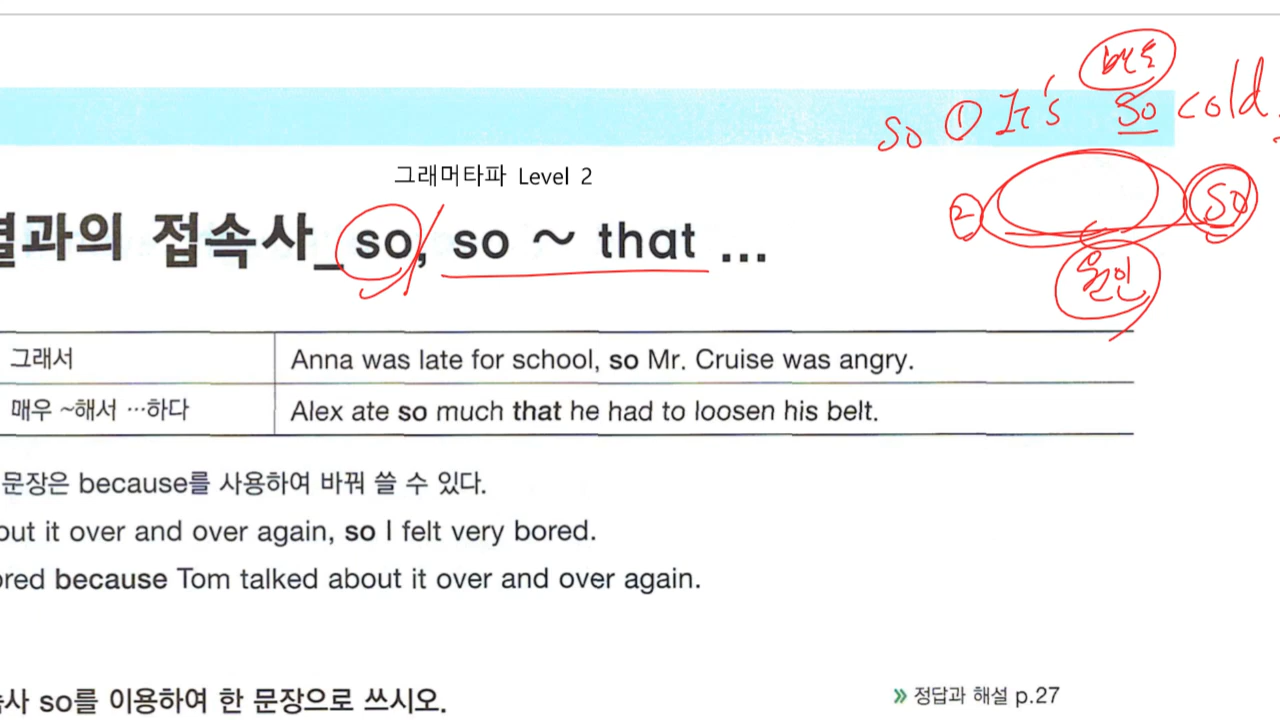 부사
so ① It's so cold.
그래머타파 Level 2
결과의 접속사_so, so ~ that ...
② so
원인
그래서 Anna was late for school, so Mr. Cruise was angry.
매우 ~해서 …하다 Alex ate so much that he had to loosen his belt.
문장은 because를 사용하여 바꿔 쓸 수 있다.
out it over and over again, so I felt very bored.
ored because Tom talked about it over and over again.
속사 so를 이용하여 한 문장으로 쓰시오.
» 정답과 해설 p.27